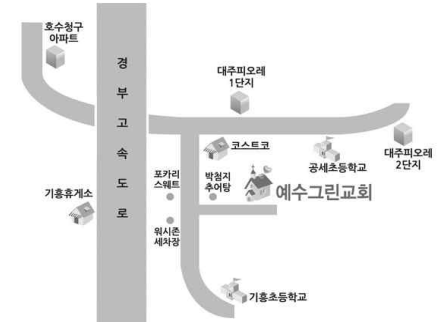 호수청구
아파트
경
부
고
속
도
로
대주피오레
1단지
코스트코
공세초등학교
대주피오레
2단지
포카리
스웨트
박첨지
추어탕
예수그린교회
기흥휴게소
워시존
세차장
기흥초등학교